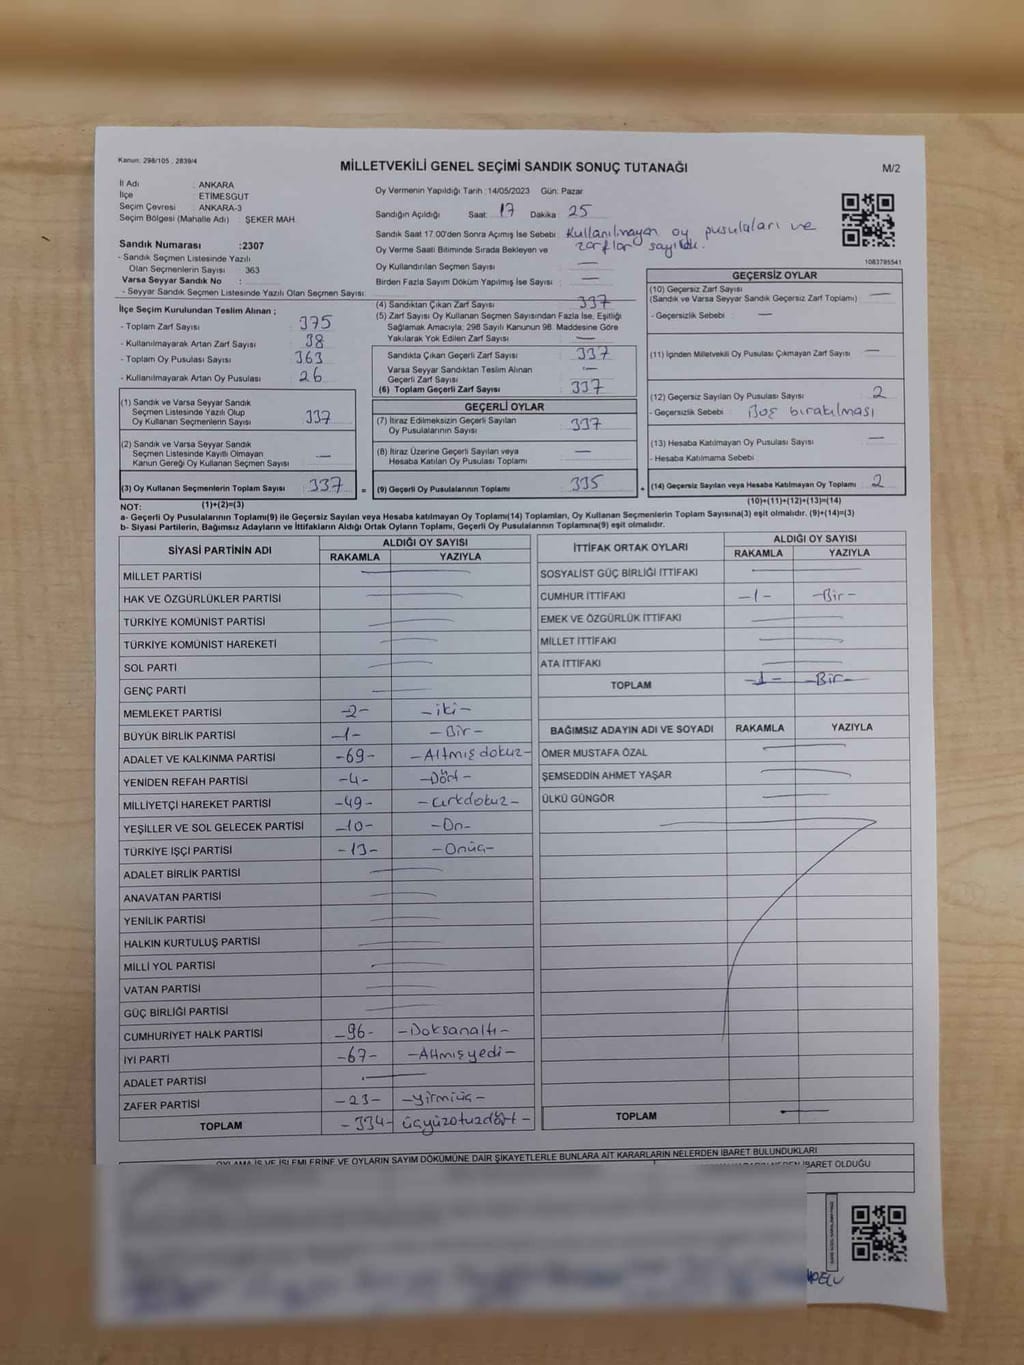 Kanun: 298/105 , 2839/4
MİLLETVEKİLİ GENEL SEÇİMİ SANDIK SONUÇ TUTANAĞI
M/2
İl Adı : ANKARA
İlçe : ETİMESGUT
Seçim Çevresi : ANKARA-3
Seçim Bölgesi (Mahalle Adı) : ŞEKER MAH.
Sandık Numarası :2307
- Sandık Seçmen Listesinde Yazılı
Olan Seçmenlerin Sayısı : 363
Varsa Seyyar Sandık No :
- Seyyar Sandık Seçmen Listesinde Yazılı Olan Seçmen Sayısı:
Oy Vermenin Yapıldığı Tarih :14/05/2023 Gün: Pazar
Sandığın Açıldığı Saat: 17 Dakika: 25
Sandık Saat 17.00'den Sonra Açımış İse Sebebi: Kullanılmayan oy pusulaları ve
zarflar sayıldı.
Oy Verme Saati Bitiminde Sırada Bekleyen ve
Oy Kullandırılan Seçmen Sayısı : —
Birden Fazla Sayım Döküm Yapılmış İse Sayısı : —
1083785541
İlçe Seçim Kurulundan Teslim Alınan ;
- Toplam Zarf Sayısı : 375
- Kullanılmayarak Artan Zarf Sayısı : 38
- Toplam Oy Pusulası Sayısı : 363
- Kullanılmayarak Artan Oy Pusulası : 26
(1) Sandık ve Varsa Seyyar Sandık
Seçmen Listesinde Yazılı Olup
Oy Kullanan Seçmenlerin Sayısı : 337
(2) Sandık ve Varsa Seyyar Sandık
Seçmen Listesinde Kayıtlı Olmayan
Kanun Gereği Oy Kullanan Seçmen Sayısı : —
(3) Oy Kullanan Seçmenlerin Toplam Sayısı : 337
(1)+(2)=(3)
(4) Sandıktan Çıkan Zarf Sayısı : 337
(5) Zarf Sayısı Oy Kullanan Seçmen Sayısından Fazla İse, Eşitliği
Sağlamak Amacıyla; 298 Sayılı Kanunun 98. Maddesine Göre
Yakılarak Yok Edilen Zarf Sayısı : —
Sandıkta Çıkan Geçerli Zarf Sayısı : 337
Varsa Seyyar Sandıktan Teslim Alınan
Geçerli Zarf Sayısı : —
(6) Toplam Geçerli Zarf Sayısı : 337
GEÇERLİ OYLAR
(7) İtiraz Edilmeksizin Geçerli Sayılan
Oy Pusulalarının Sayısı : 337
(8) İtiraz Üzerine Geçerli Sayılan veya
Hesaba Katılan Oy Pusulası Toplamı : —
= (9) Geçerli Oy Pusulalarının Toplamı : 335
GEÇERSİZ OYLAR
(10) Geçersiz Zarf Sayısı : —
(Sandık ve Varsa Seyyar Sandık Geçersiz Zarf Toplamı)
- Geçersizlik Sebebi : —
(11) İçinden Milletvekili Oy Pusulası Çıkmayan Zarf Sayısı : —
(12) Geçersiz Sayılan Oy Pusulası Sayısı : 2
- Geçersizlik Sebebi : Boş bırakılması
(13) Hesaba Katılmayan Oy Pusulası Sayısı : —
- Hesaba Katılmama Sebebi :
+ (14) Geçersiz Sayılan veya Hesaba Katılmayan Oy Toplamı : 2
(10)+(11)+(12)+(13)=(14)
NOT:
a- Geçerli Oy Pusulalarının Toplamı(9) ile Geçersiz Sayılan veya Hesaba katılmayan Oy Toplamı(14) Toplamları, Oy Kullanan Seçmenlerin Toplam Sayısına(3) eşit olmalıdır. (9)+(14)=(3)
b- Siyasi Partilerin, Bağımsız Adayların ve İttifakların Aldığı Ortak Oyların Toplamı, Geçerli Oy Pusulalarının Toplamına(9) eşit olmalıdır.
SİYASİ PARTİNİN ADI ALDIĞI OY SAYISI
RAKAMLA YAZIYLA
MİLLET PARTİSİ
HAK VE ÖZGÜRLÜKLER PARTİSİ
TÜRKİYE KOMÜNİST PARTİSİ
TÜRKİYE KOMÜNİST HAREKETİ
SOL PARTİ
GENÇ PARTİ
MEMLEKET PARTİSİ -2- -iki-
BÜYÜK BİRLİK PARTİSİ -1- -Bir-
ADALET VE KALKINMA PARTİSİ -69- -Altmış dokuz-
YENİDEN REFAH PARTİSİ -4- -Dört-
MİLLİYETÇİ HAREKET PARTİSİ -49- -kırkdokuz-
YEŞİLLER VE SOL GELECEK PARTİSİ -10- -On-
TÜRKİYE İŞÇİ PARTİSİ -13- -Onüç-
ADALET BİRLİK PARTİSİ
ANAVATAN PARTİSİ
YENİLİK PARTİSİ
HALKIN KURTULUŞ PARTİSİ
MİLLİ YOL PARTİSİ
VATAN PARTİSİ
GÜÇ BİRLİĞİ PARTİSİ
CUMHURİYET HALK PARTİSİ -96- -Doksanaltı-
İYİ PARTİ -67- -Altmışyedi-
ADALET PARTİSİ
ZAFER PARTİSİ -23- -yirmiüç-
TOPLAM -334- üçyüzotuzdört-
İTTİFAK ORTAK OYLARI ALDIĞI OY SAYISI
RAKAMLA YAZIYLA
SOSYALİST GÜÇ BİRLİĞİ İTTİFAKI
CUMHUR İTTİFAKI -1- -Bir-
EMEK VE ÖZGÜRLÜK İTTİFAKI
MİLLET İTTİFAKI
ATA İTTİFAKI
TOPLAM -1- -Bir-
BAĞIMSIZ ADAYIN ADI VE SOYADI RAKAMLA YAZIYLA
ÖMER MUSTAFA ÖZAL
ŞEMSEDDİN AHMET YAŞAR
ÜLKÜ GÜNGÖR
TOPLAM
OYLAMA İŞ VE İŞLEMLERİNE VE OYLARIN SAYIM DÖKÜMÜNE DAİR ŞİKAYETLERLE BUNLARA AİT KARARLARIN NELERDEN İBARET BULUNDUKLARI
İBARET OLDUĞU